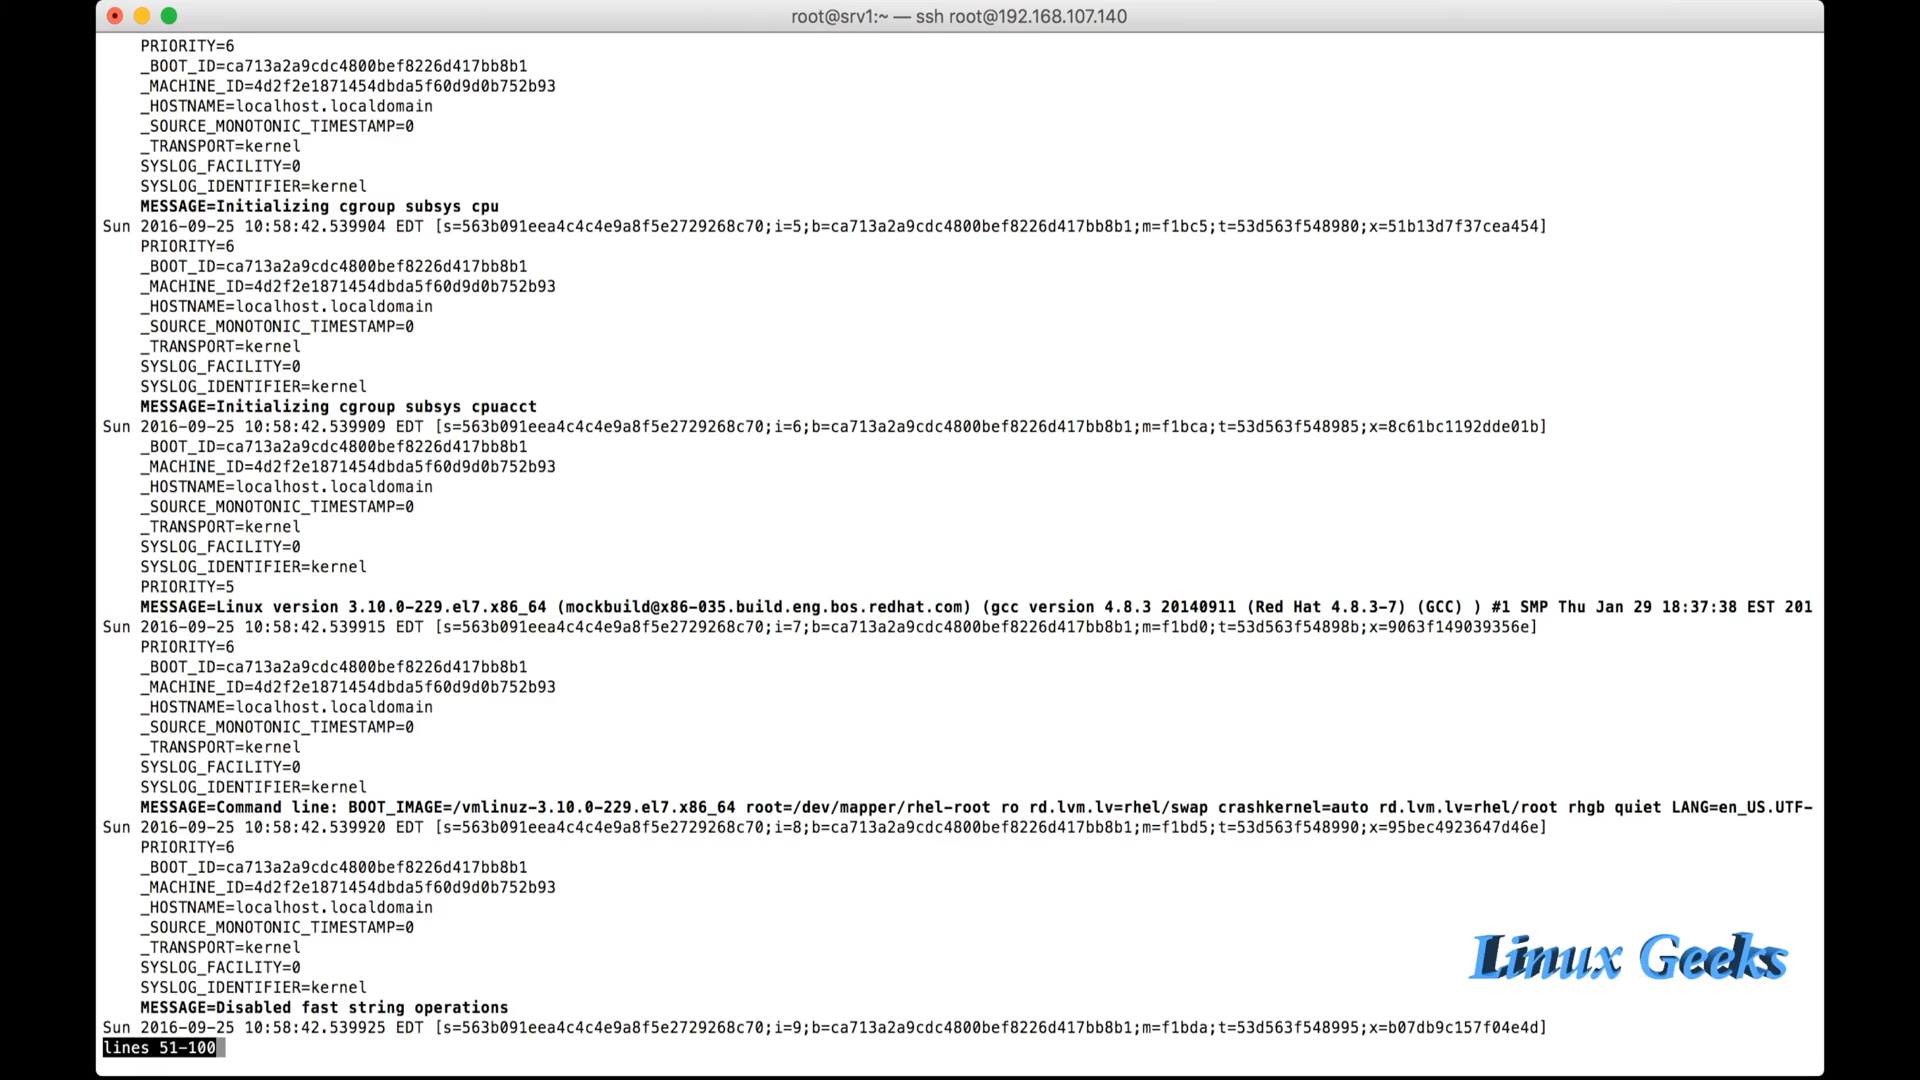 root@srv1:~ — ssh root@192.168.107.140
PRIORITY=6
_BOOT_ID=ca713a2a9cdc4800bef8226d417bb8b1
_MACHINE_ID=4d2f2e1871454dbda5f60d9d0b752b93
_HOSTNAME=localhost.localdomain
_SOURCE_MONOTONIC_TIMESTAMP=0
_TRANSPORT=kernel
SYSLOG_FACILITY=0
SYSLOG_IDENTIFIER=kernel
MESSAGE=Initializing cgroup subsys cpu
Sun 2016-09-25 10:58:42.539904 EDT [s=563b091eea4c4c4e9a8f5e2729268c70;i=5;b=ca713a2a9cdc4800bef8226d417bb8b1;m=f1bc5;t=53d563f548980;x=51b13d7f37cea454]
PRIORITY=6
_BOOT_ID=ca713a2a9cdc4800bef8226d417bb8b1
_MACHINE_ID=4d2f2e1871454dbda5f60d9d0b752b93
_HOSTNAME=localhost.localdomain
_SOURCE_MONOTONIC_TIMESTAMP=0
_TRANSPORT=kernel
SYSLOG_FACILITY=0
SYSLOG_IDENTIFIER=kernel
MESSAGE=Initializing cgroup subsys cpuacct
Sun 2016-09-25 10:58:42.539909 EDT [s=563b091eea4c4c4e9a8f5e2729268c70;i=6;b=ca713a2a9cdc4800bef8226d417bb8b1;m=f1bca;t=53d563f548985;x=8c61bc1192dde01b]
_BOOT_ID=ca713a2a9cdc4800bef8226d417bb8b1
_MACHINE_ID=4d2f2e1871454dbda5f60d9d0b752b93
_HOSTNAME=localhost.localdomain
_SOURCE_MONOTONIC_TIMESTAMP=0
_TRANSPORT=kernel
SYSLOG_FACILITY=0
SYSLOG_IDENTIFIER=kernel
PRIORITY=5
MESSAGE=Linux version 3.10.0-229.el7.x86_64 (mockbuild@x86-035.build.eng.bos.redhat.com) (gcc version 4.8.3 20140911 (Red Hat 4.8.3-7) (GCC) ) #1 SMP Thu Jan 29 18:37:38 EST 201
Sun 2016-09-25 10:58:42.539915 EDT [s=563b091eea4c4c4e9a8f5e2729268c70;i=7;b=ca713a2a9cdc4800bef8226d417bb8b1;m=f1bd0;t=53d563f54898b;x=9063f149039356e]
PRIORITY=6
_BOOT_ID=ca713a2a9cdc4800bef8226d417bb8b1
_MACHINE_ID=4d2f2e1871454dbda5f60d9d0b752b93
_HOSTNAME=localhost.localdomain
_SOURCE_MONOTONIC_TIMESTAMP=0
_TRANSPORT=kernel
SYSLOG_FACILITY=0
SYSLOG_IDENTIFIER=kernel
MESSAGE=Command line: BOOT_IMAGE=/vmlinuz-3.10.0-229.el7.x86_64 root=/dev/mapper/rhel-root ro rd.lvm.lv=rhel/swap crashkernel=auto rd.lvm.lv=rhel/root rhgb quiet LANG=en_US.UTF-
Sun 2016-09-25 10:58:42.539920 EDT [s=563b091eea4c4c4e9a8f5e2729268c70;i=8;b=ca713a2a9cdc4800bef8226d417bb8b1;m=f1bd5;t=53d563f548990;x=95bec4923647d46e]
PRIORITY=6
_BOOT_ID=ca713a2a9cdc4800bef8226d417bb8b1
_MACHINE_ID=4d2f2e1871454dbda5f60d9d0b752b93
_HOSTNAME=localhost.localdomain
_SOURCE_MONOTONIC_TIMESTAMP=0
_TRANSPORT=kernel
SYSLOG_FACILITY=0
SYSLOG_IDENTIFIER=kernel
MESSAGE=Disabled fast string operations
Sun 2016-09-25 10:58:42.539925 EDT [s=563b091eea4c4c4e9a8f5e2729268c70;i=9;b=ca713a2a9cdc4800bef8226d417bb8b1;m=f1bda;t=53d563f548995;x=b07db9c157f04e4d]
lines 51-100
Linux Geeks